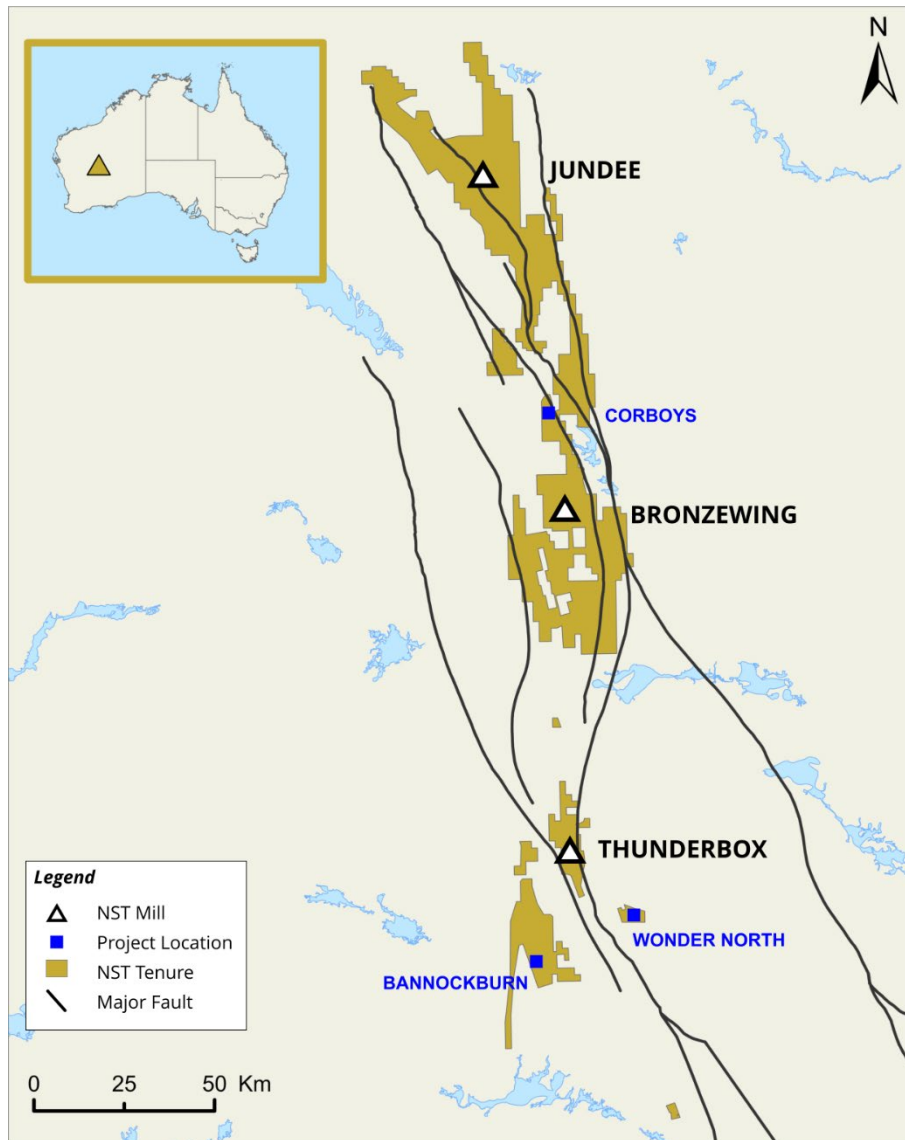 N
JUNDEE
CORBOYS
BRONZEWING
THUNDERBOX
WONDER NORTH
BANNOCKBURN
Legend
NST Mill
Project Location
NST Tenure
Major Fault
0 25 50 Km